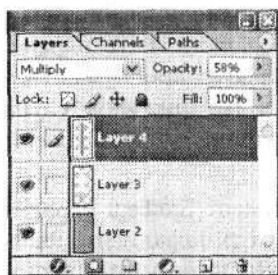 Layers Channels Paths
Multiply Opacity: 58%
Lock: Fill: 100%
Layer 4
Layer 3
Layer 2